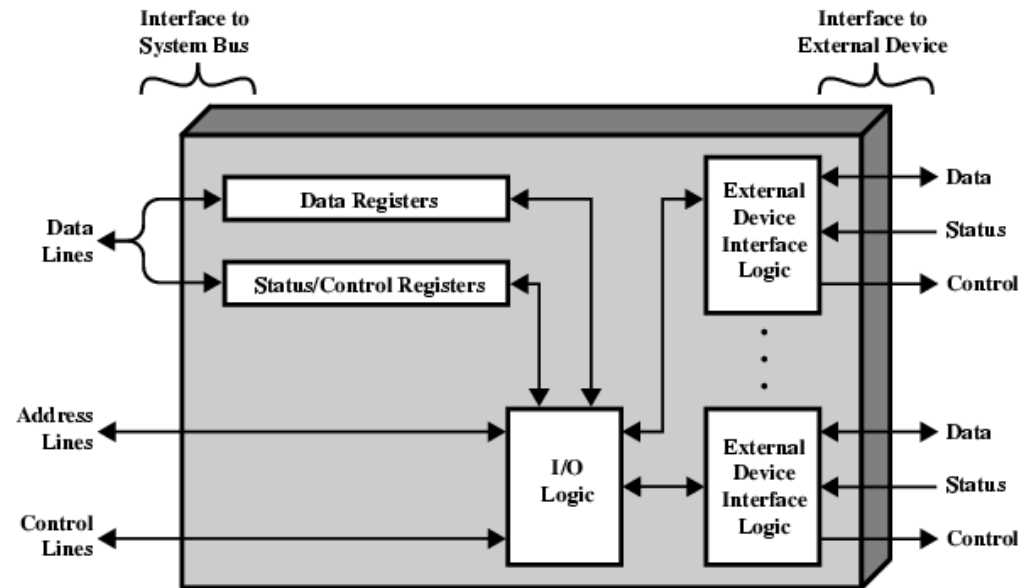 Interface to
System Bus
Interface to
External Device
Data Registers
Status/Control Registers
Data
Lines
Address
Lines
Control
Lines
I/O
Logic
External
Device
Interface
Logic
Data
Status
Control
External
Device
Interface
Logic
Data
Status
Control